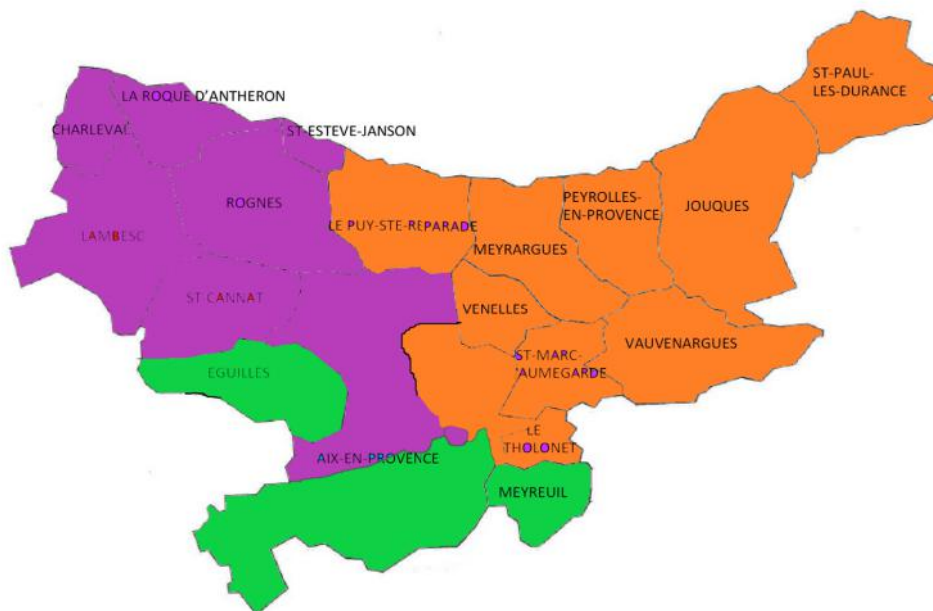 ST-PAUL-
LES-DURANCE
LA ROQUE D'ANTHERON
CHARLEVAL
ST-ESTEVE-JANSON
ROGNES
PEYROLLES-
EN-PROVENCE
JOUQUES
LE PUY-STE-REPARADE
LAMBESC
MEYRARGUES
ST CANNAT
VENELLES
VAUVENARGUES
ST-MARC-
'AUMEGARDE
EGUILLES
LE
THOLONET
AIX-EN-PROVENCE
MEYREUIL